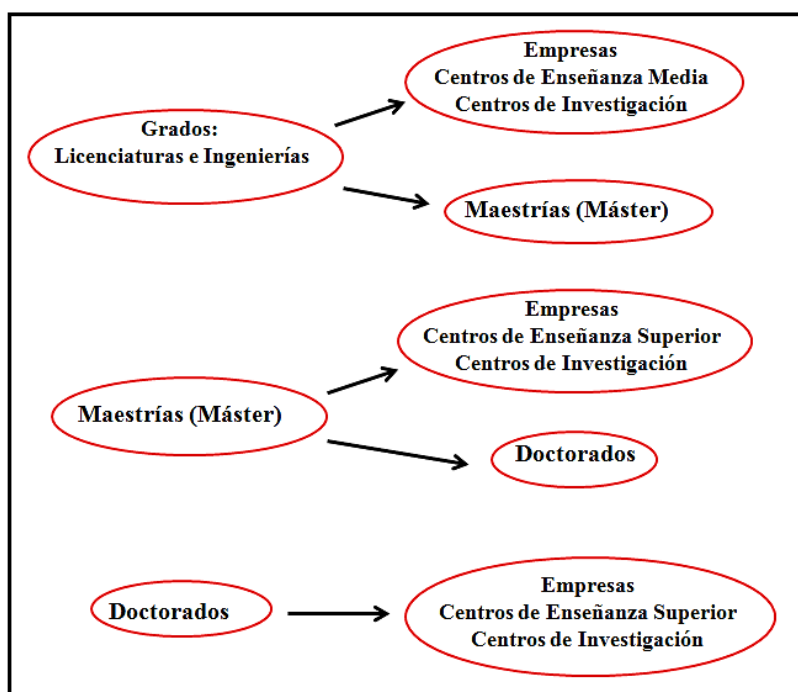 Grados:
Licenciaturas e Ingenierías
Empresas
Centros de Enseñanza Media
Centros de Investigación
Maestrías (Máster)
Maestrías (Máster)
Empresas
Centros de Enseñanza Superior
Centros de Investigación
Doctorados
Doctorados
Empresas
Centros de Enseñanza Superior
Centros de Investigación